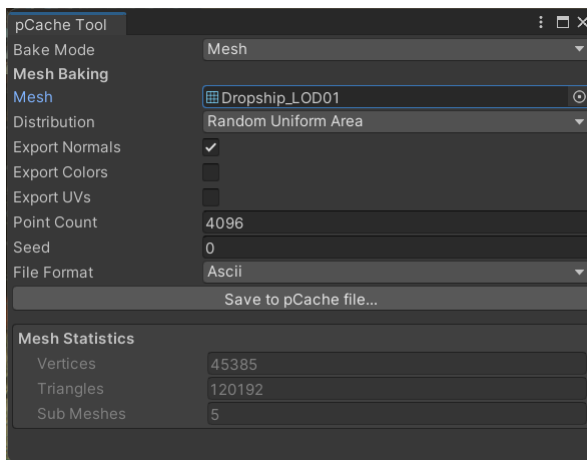 pCache Tool
Bake Mode Mesh
Mesh Baking
Mesh Dropship_LOD01
Distribution Random Uniform Area
Export Normals
Export Colors
Export UVs
Point Count 4096
Seed 0
File Format Ascii
Save to pCache file...
Mesh Statistics
Vertices 45385
Triangles 120192
Sub Meshes 5